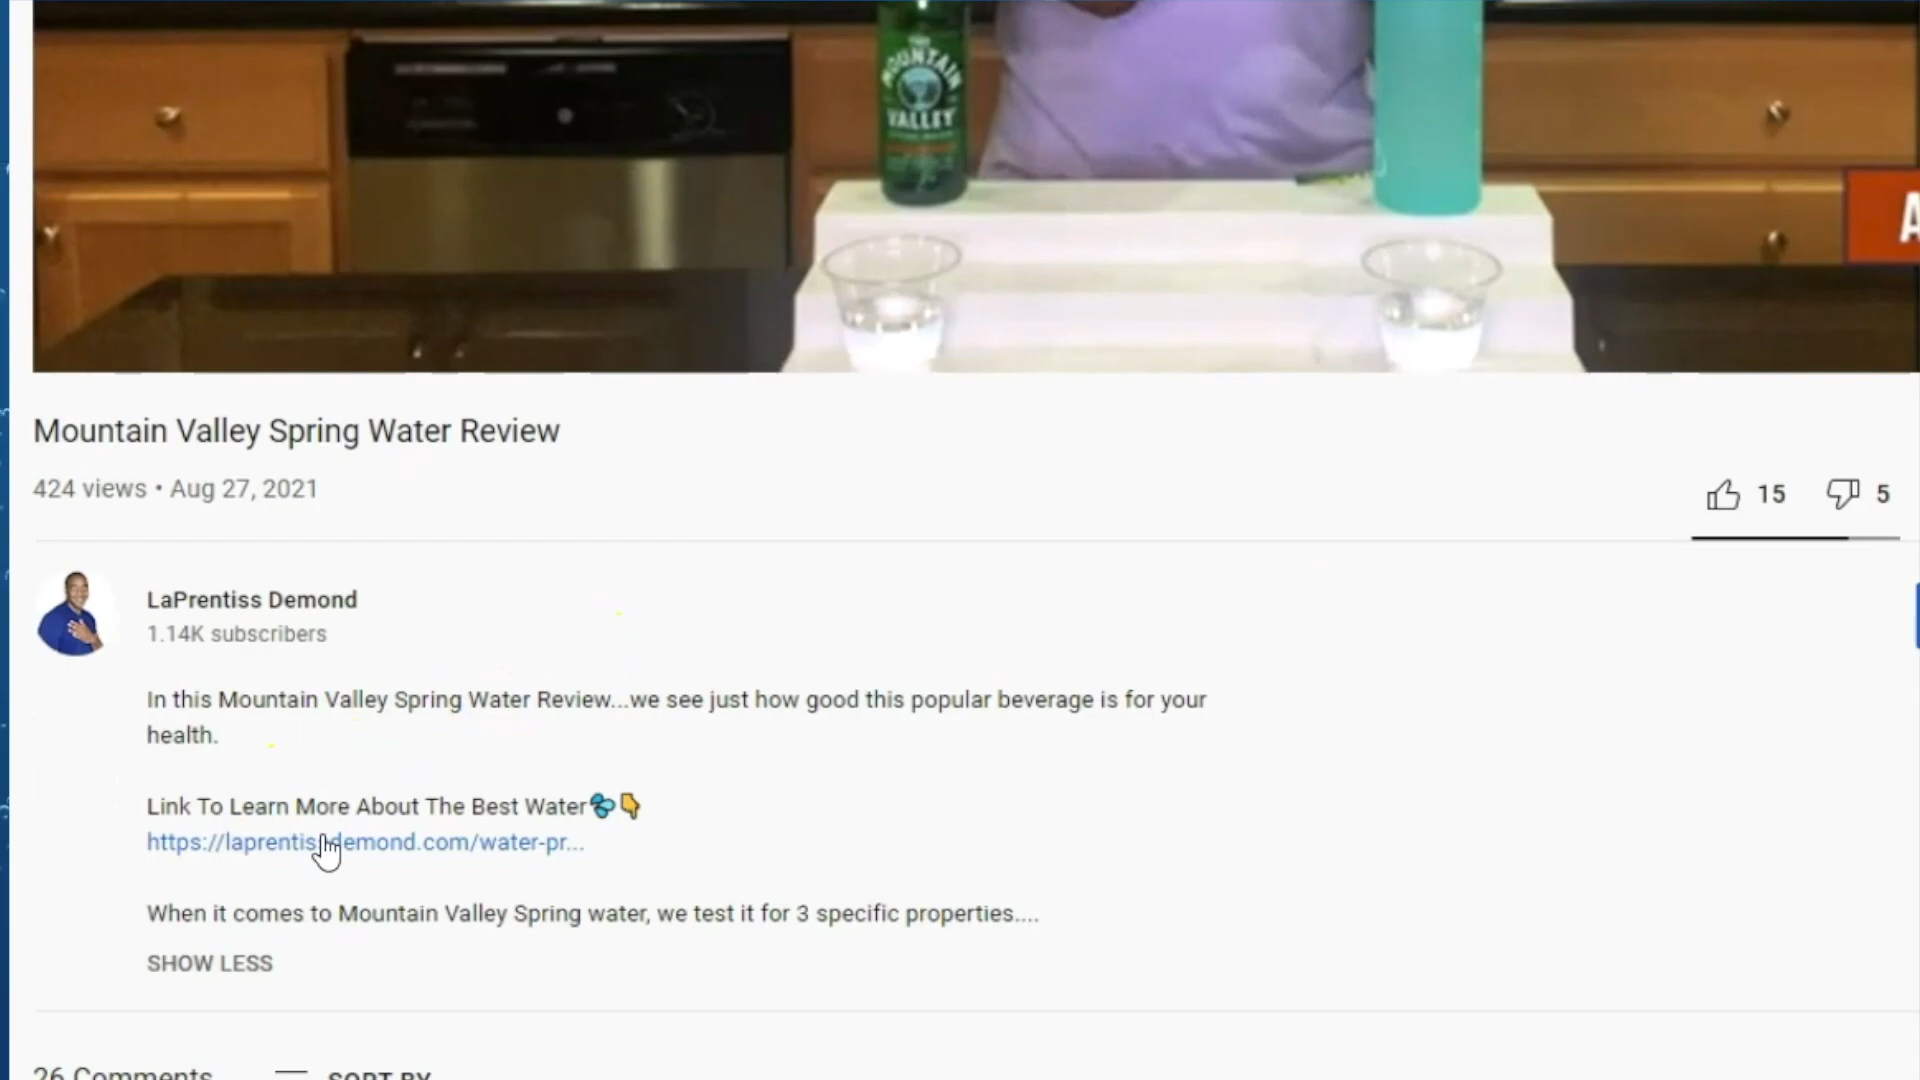 MOUNTAIN
VALLEY
A
Mountain Valley Spring Water Review
424 views • Aug 27, 2021
15
5
LaPrentiss Demond
1.14K subscribers
In this Mountain Valley Spring Water Review...we see just how good this popular beverage is for your
health.
Link To Learn More About The Best Water💦👇
https://laprentissdemond.com/water-pr...
When it comes to Mountain Valley Spring water, we test it for 3 specific properties....
SHOW LESS
26 Comments
SORT BY